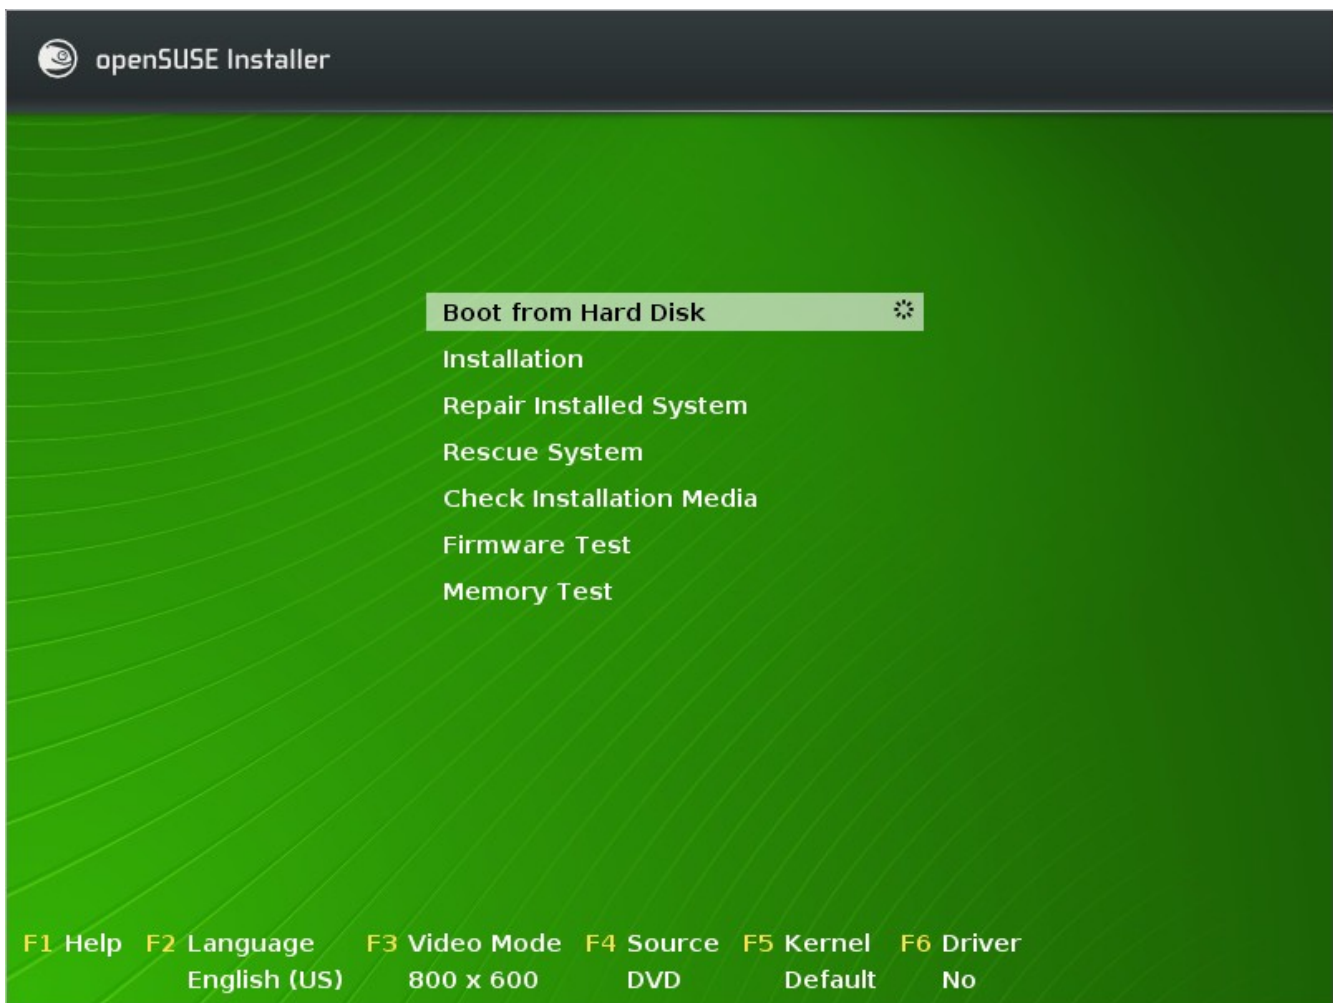 openSUSE Installer
Boot from Hard Disk
Installation
Repair Installed System
Rescue System
Check Installation Media
Firmware Test
Memory Test
F1 Help F2 Language F3 Video Mode F4 Source F5 Kernel F6 Driver
English (US) 800 x 600 DVD Default No